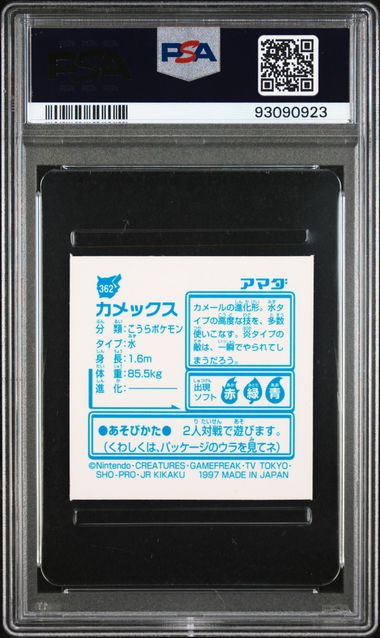 PSA
PSA
93090923
362
アマダ
カメックス
分類：こうらポケモン
タイプ：水
身長：1.6m
体重：85.5kg
進化：
カメールの進化形。水タ
イプの高度な技を、多数
使いこなす。炎タイプの
敵は、一瞬でやられてし
まうだろう。
出現
ソフト
赤 緑 青
●あそびかた● 2人対戦で遊びます。
（くわしくは、パッケージのウラを見てネ）
©Nintendo・CREATURES・GAMEFREAK・TV TOKYO・
SHO-PRO・JR KIKAKU 1997 MADE IN JAPAN